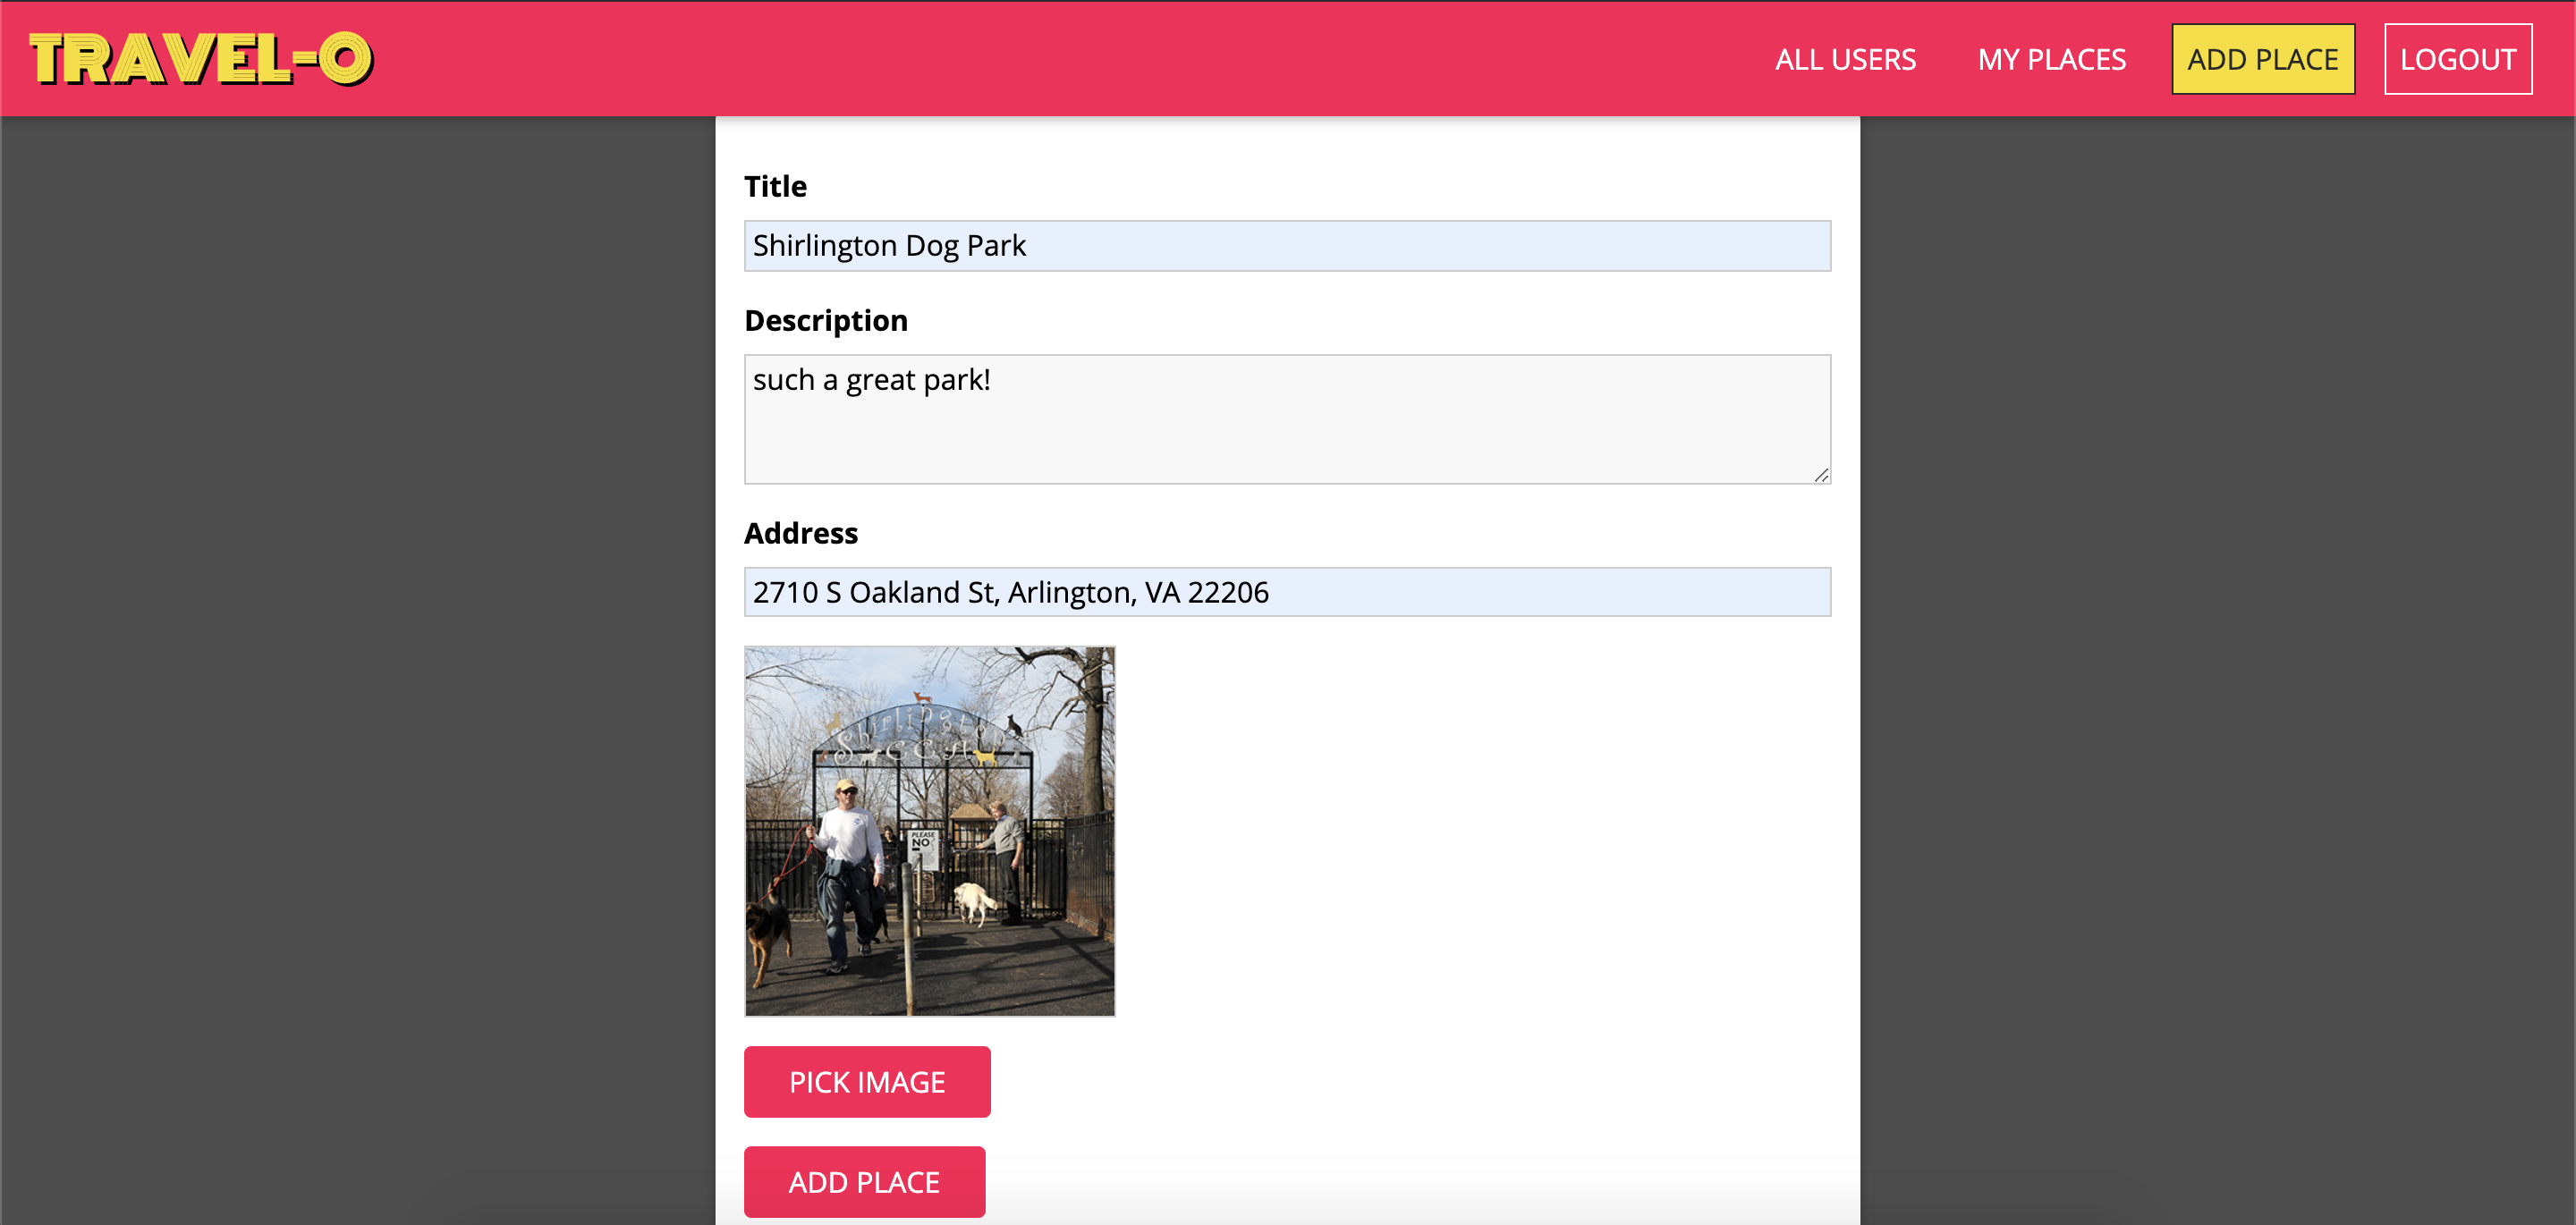 TRAVEL-O
ALL USERS
MY PLACES
ADD PLACE
LOGOUT
Title
Shirlington Dog Park
Description
such a great park!
Address
2710 S Oakland St, Arlington, VA 22206
Shirlington
PLEASE
NO
PICK IMAGE
ADD PLACE